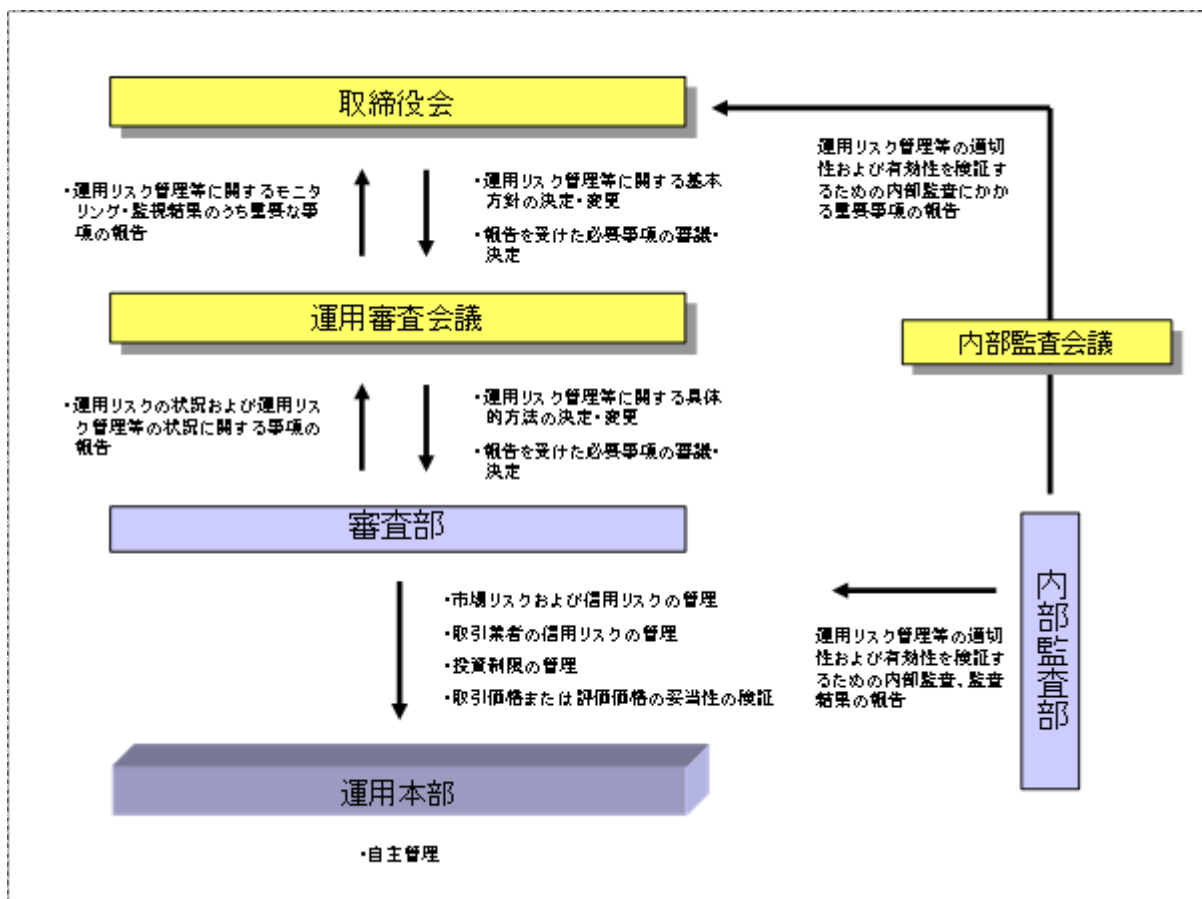 取締役会
・運用リスク管理等に関するモニタ
リング・監視結果のうち重要な事
項の報告
・運用リスク管理等に関する基本
方針の決定・変更
・報告を受けた必要事項の審議・
決定
運用リスク管理等の適切
性および有効性を検証す
るための内部監査にかか
る重要事項の報告
運用審査会議
内部監査会議
・運用リスクの状況および運用リス
ク管理等の状況に関する事項の
報告
・運用リスク管理等に関する具体
的方法の決定・変更
・報告を受けた必要事項の審議・
決定
審査部
内部監査部
・市場リスクおよび信用リスクの管理
・取引業者の信用リスクの管理
・投資制限の管理
・取引価格または評価価格の妥当性の検証
運用リスク管理等の適切
性および有効性を検証す
るための内部監査、監査
結果の報告
運用本部
・自主管理